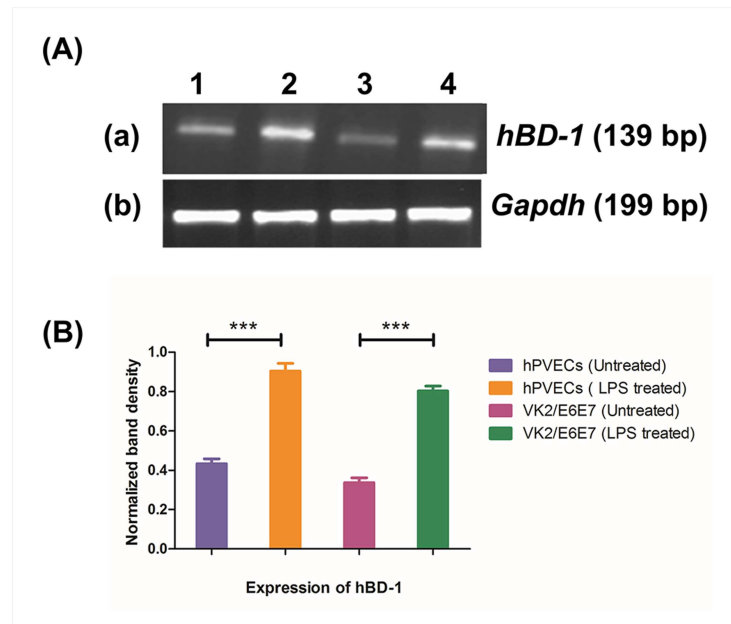 (A)
1 2 3 4
(a) hBD-1 (139 bp)
(b) Gapdh (199 bp)
(B)
*** ***
Normalized band density
1.0
0.8
0.6
0.4
0.2
0.0
Expression of hBD-1
hPVECs (Untreated)
hPVECs ( LPS treated)
VK2/E6E7 (Untreated)
VK2/E6E7 (LPS treated)